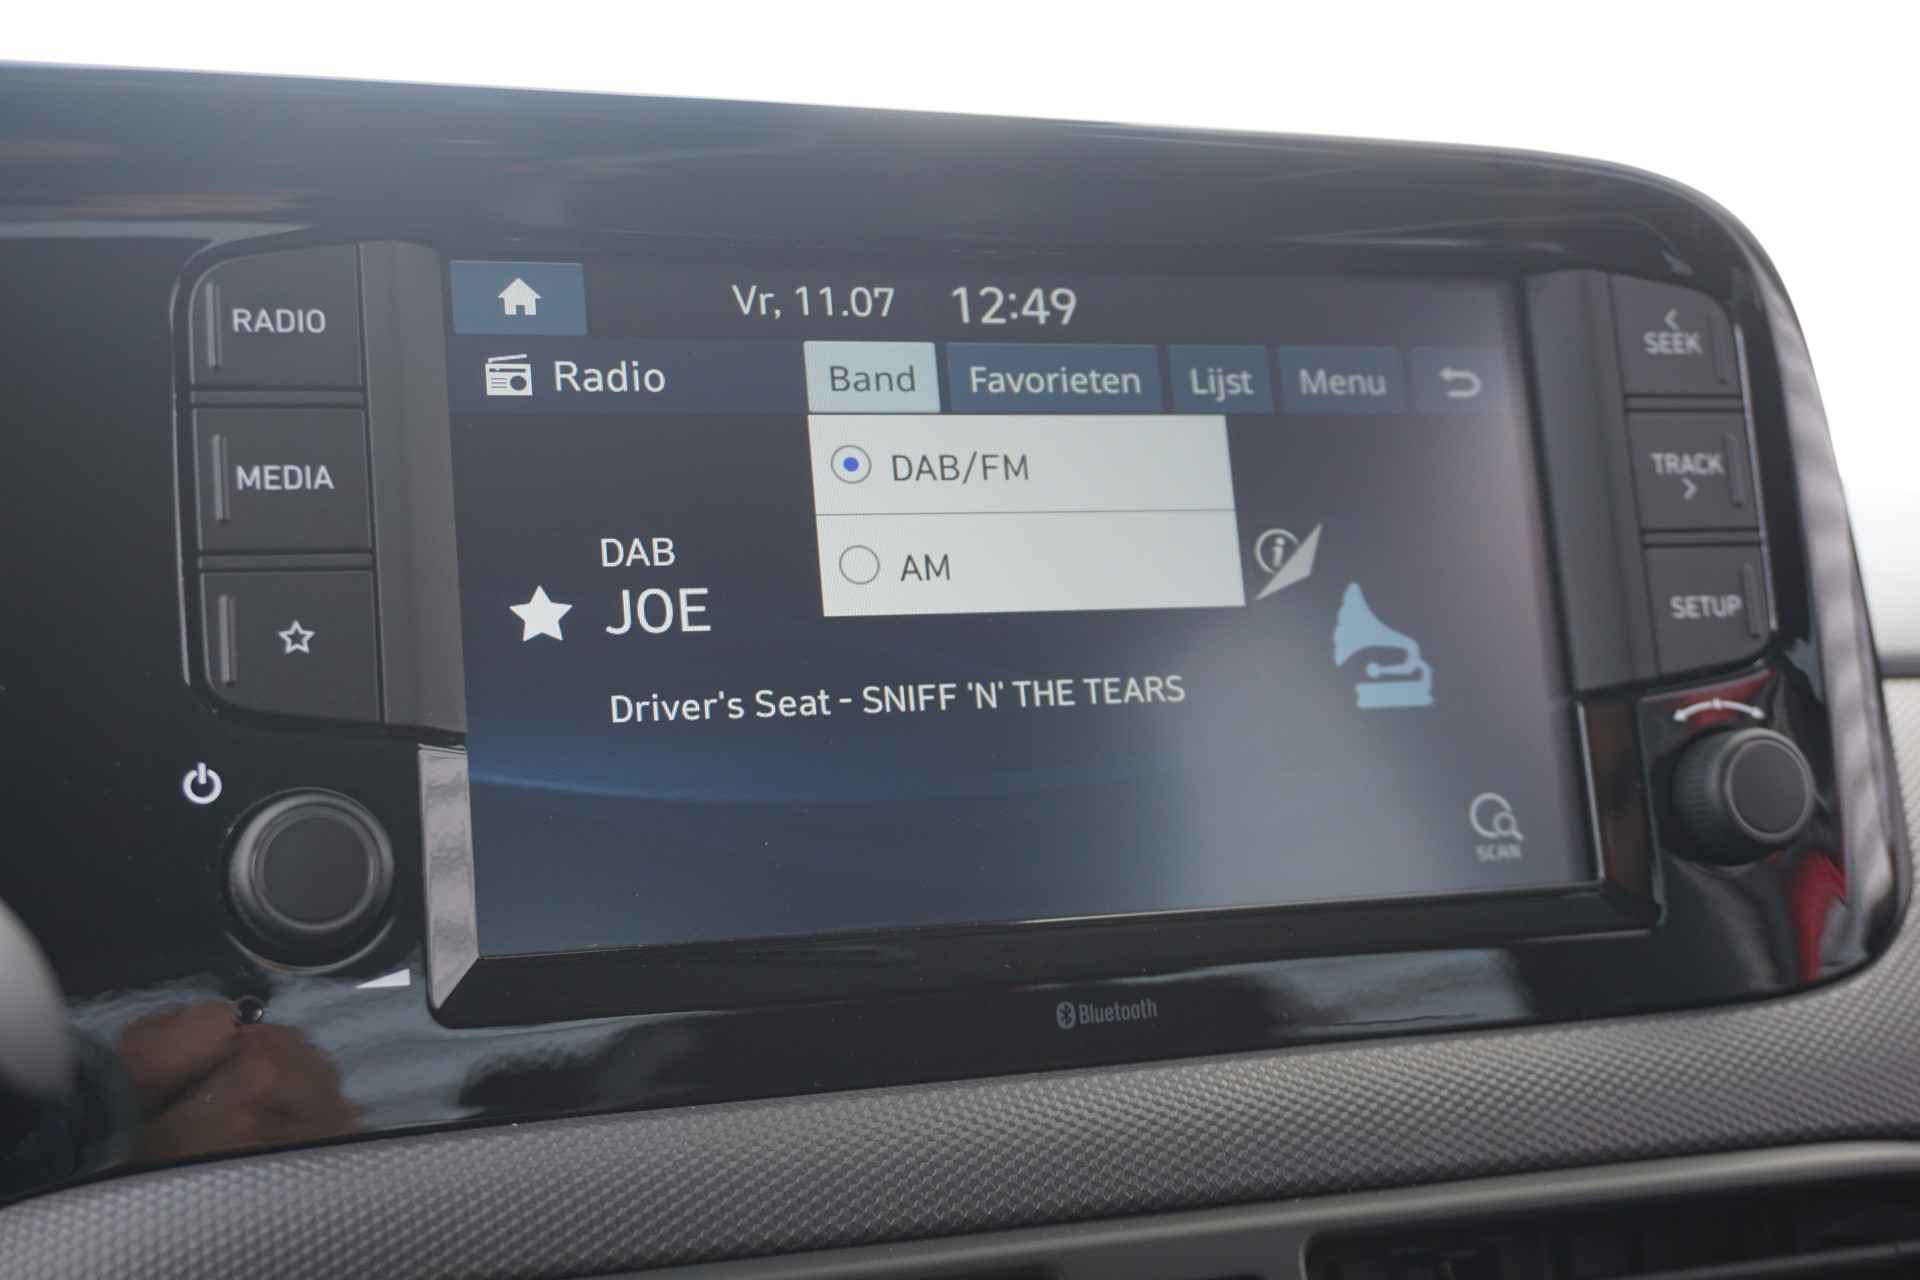 RADIO
MEDIA
Vr, 11.07 12:49
Radio
Band Favorieten Lijst Menu
DAB/FM
AM
DAB
JOE
Driver's Seat - SNIFF 'N' THE TEARS
SCAN
< SEEK
TRACK >
SETUP
Bluetooth